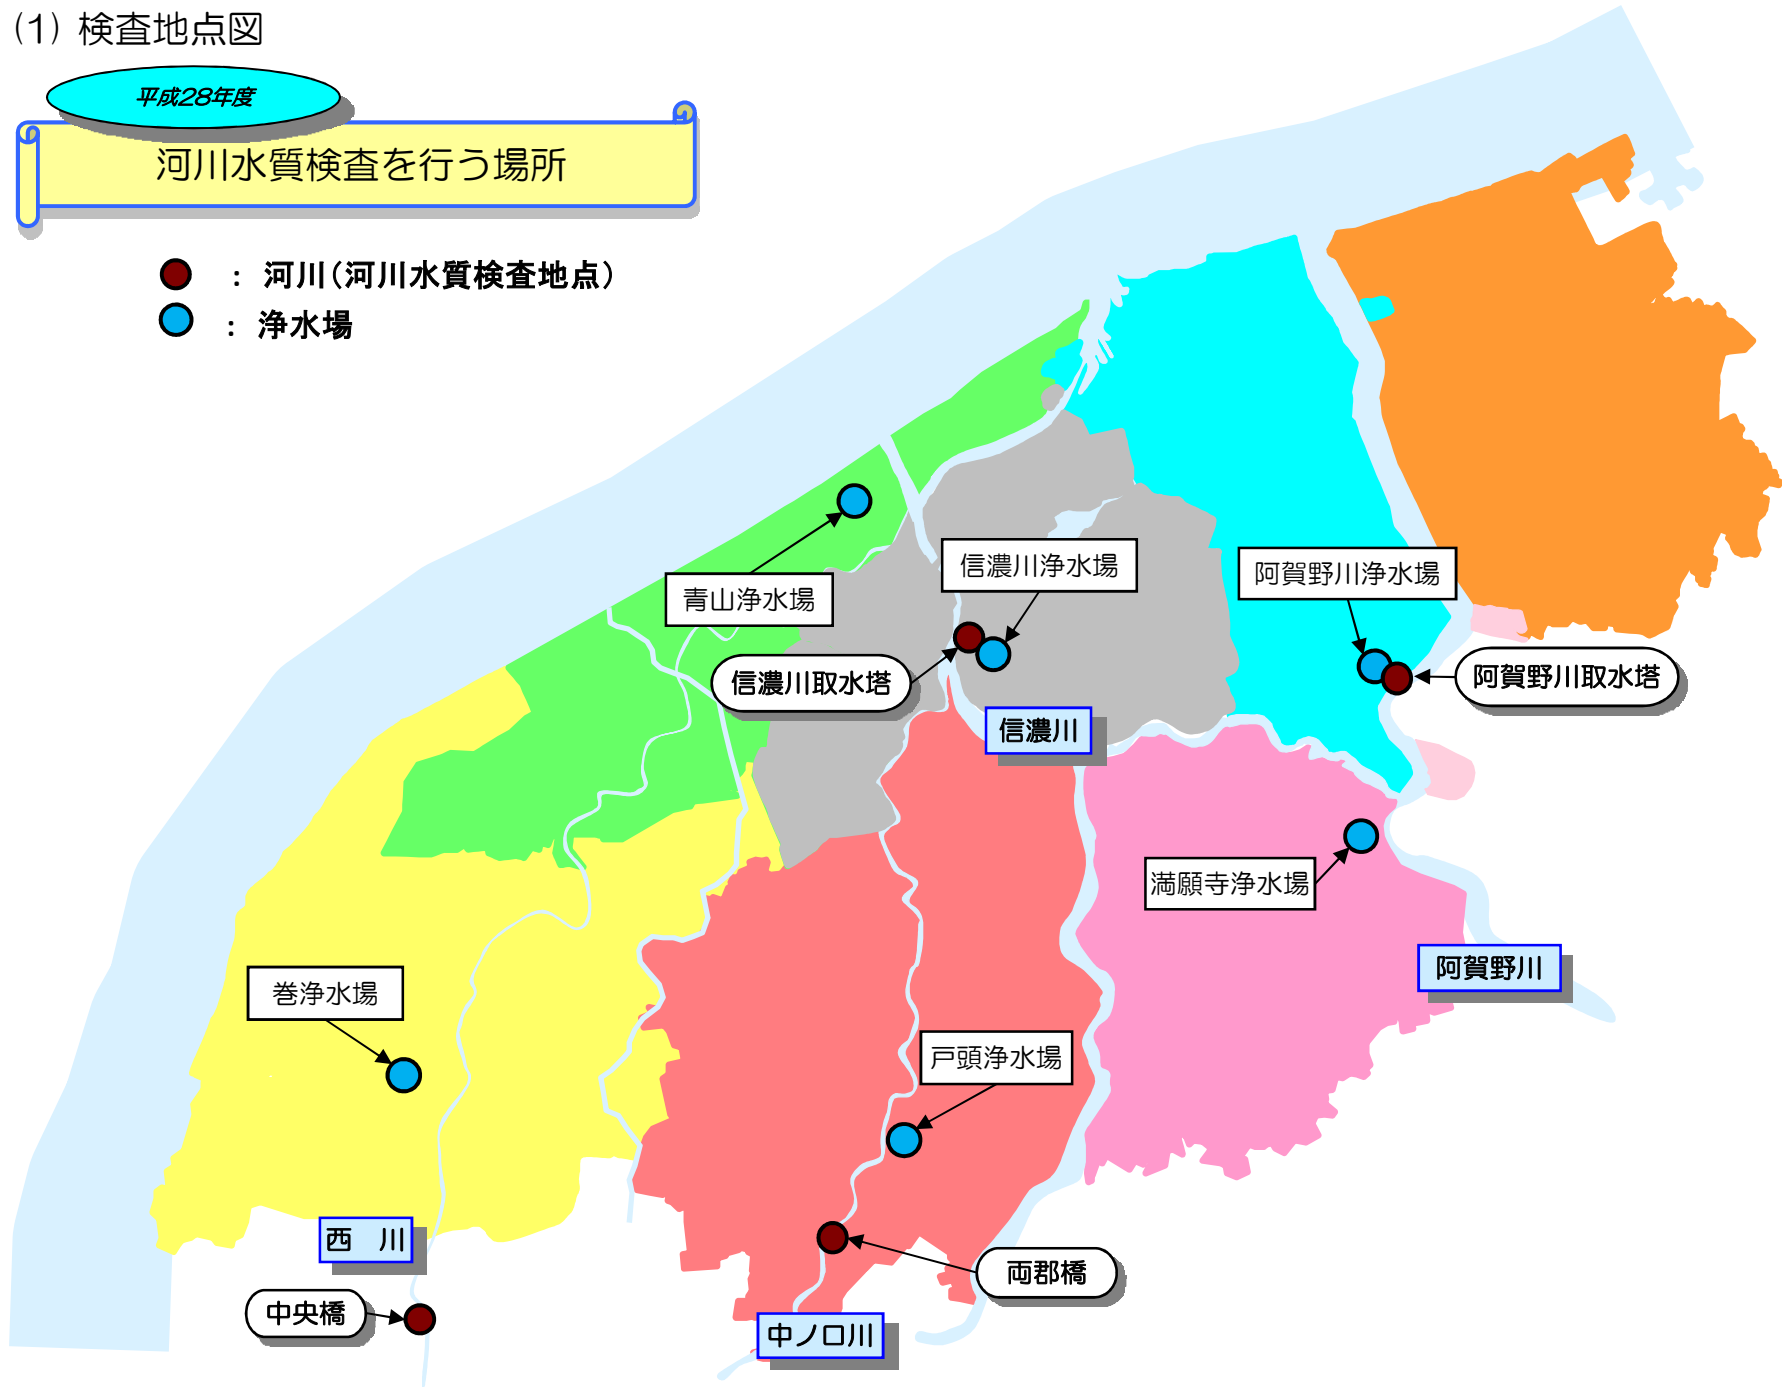 (1) 検査地点図
平成28年度
河川水質検査を行う場所
： 河川(河川水質検査地点)
： 浄水場
青山浄水場
信濃川浄水場
阿賀野川浄水場
信濃川取水塔
阿賀野川取水塔
信濃川
満願寺浄水場
阿賀野川
巻浄水場
戸頭浄水場
西　川
両郡橋
中央橋
中ノ口川